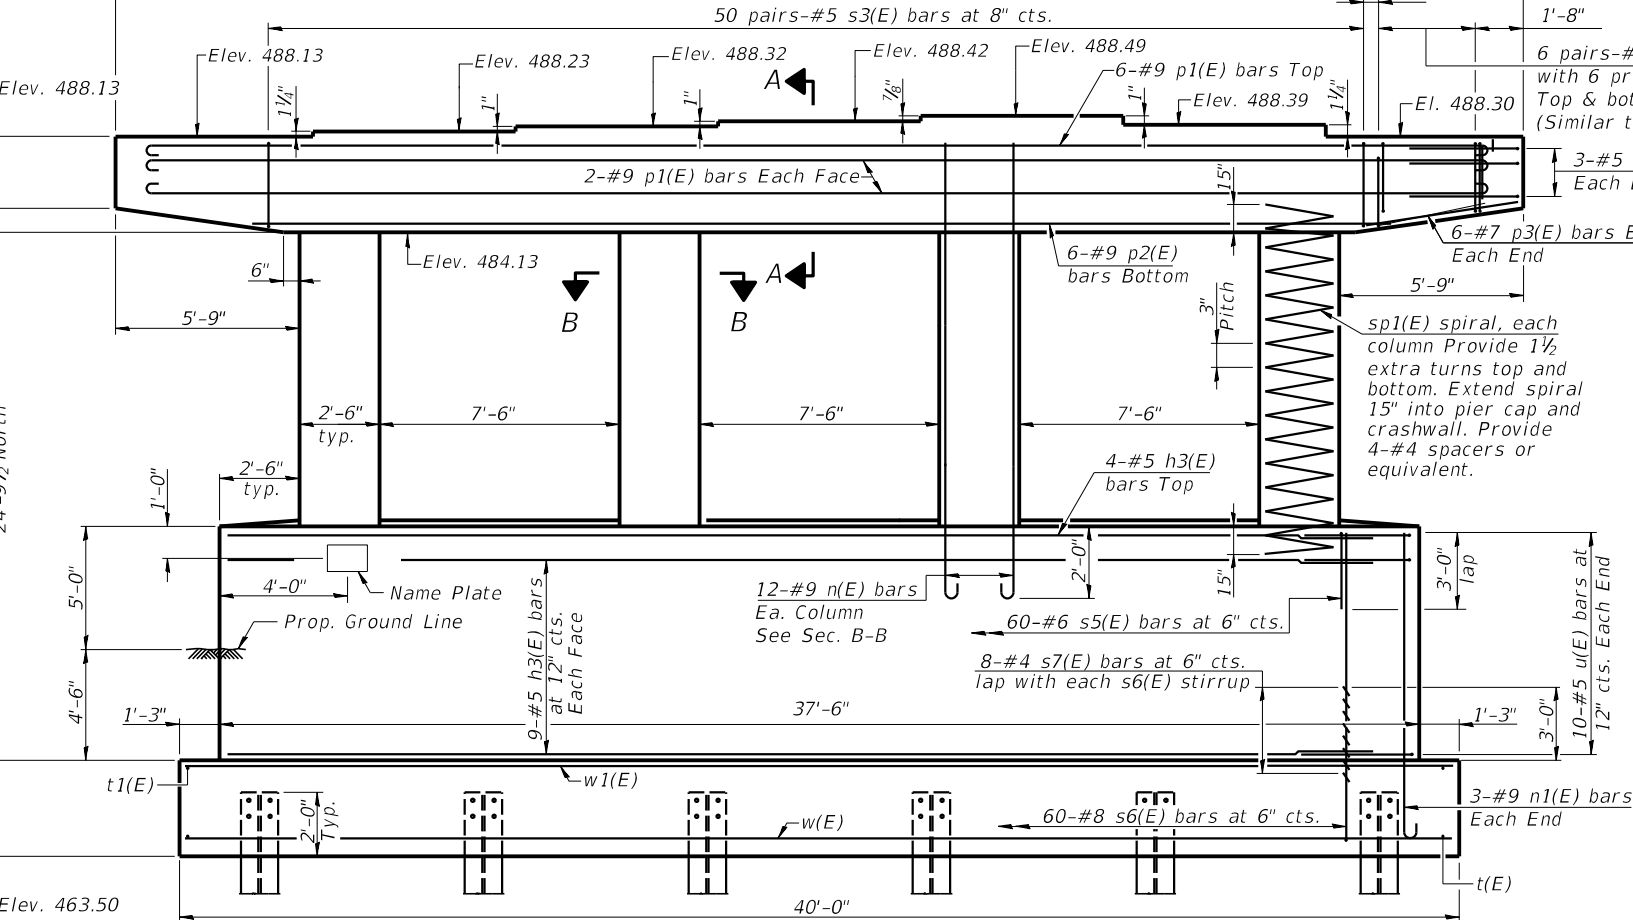 50 pairs-#5 s3(E) bars at 8" cts.
1'-8"
Elev. 488.13
Elev. 488.13
Elev. 488.23
Elev. 488.32
Elev. 488.42
Elev. 488.49
6-#9 p1(E) bars Top
Elev. 488.39
El. 488.30
6 pairs-#
with 6 pr
Top & bot
(Similar t
A
1¼"
1"
1"
⅞"
1"
1¼"
2-#9 p1(E) bars Each Face
15"
3-#5
Each
6-#7 p3(E) bars
Each End
Elev. 484.13
6-#9 p2(E)
bars Bottom
A
6"
B
B
5'-9"
5'-9"
3"
Pitch
sp1(E) spiral, each
column Provide 1½
extra turns top and
bottom. Extend spiral
15" into pier cap and
crashwall. Provide
4-#4 spacers or
equivalent.
2'-6"
typ.
7'-6"
7'-6"
7'-6"
2'-6"
typ.
1'-0"
4-#5 h3(E)
bars Top
5'-0"
4'-0"
Name Plate
Prop. Ground Line
9-#5 h3(E) bars
at 12" cts.
Each Face
12-#9 n(E) bars
Ea. Column
See Sec. B-B
2'-0"
15"
3'-0"
lap
10-#5 u(E) bars at
12" cts. Each End
60-#6 s5(E) bars at 6" cts.
8-#4 s7(E) bars at 6" cts.
lap with each s6(E) stirrup
4'-6"
1'-3"
37'-6"
1'-3"
3'-0"
t1(E)
w1(E)
2'-0"
Typ.
w(E)
60-#8 s6(E) bars at 6" cts.
3-#9 n1(E) bars
Each End
t(E)
Elev. 463.50
40'-0"